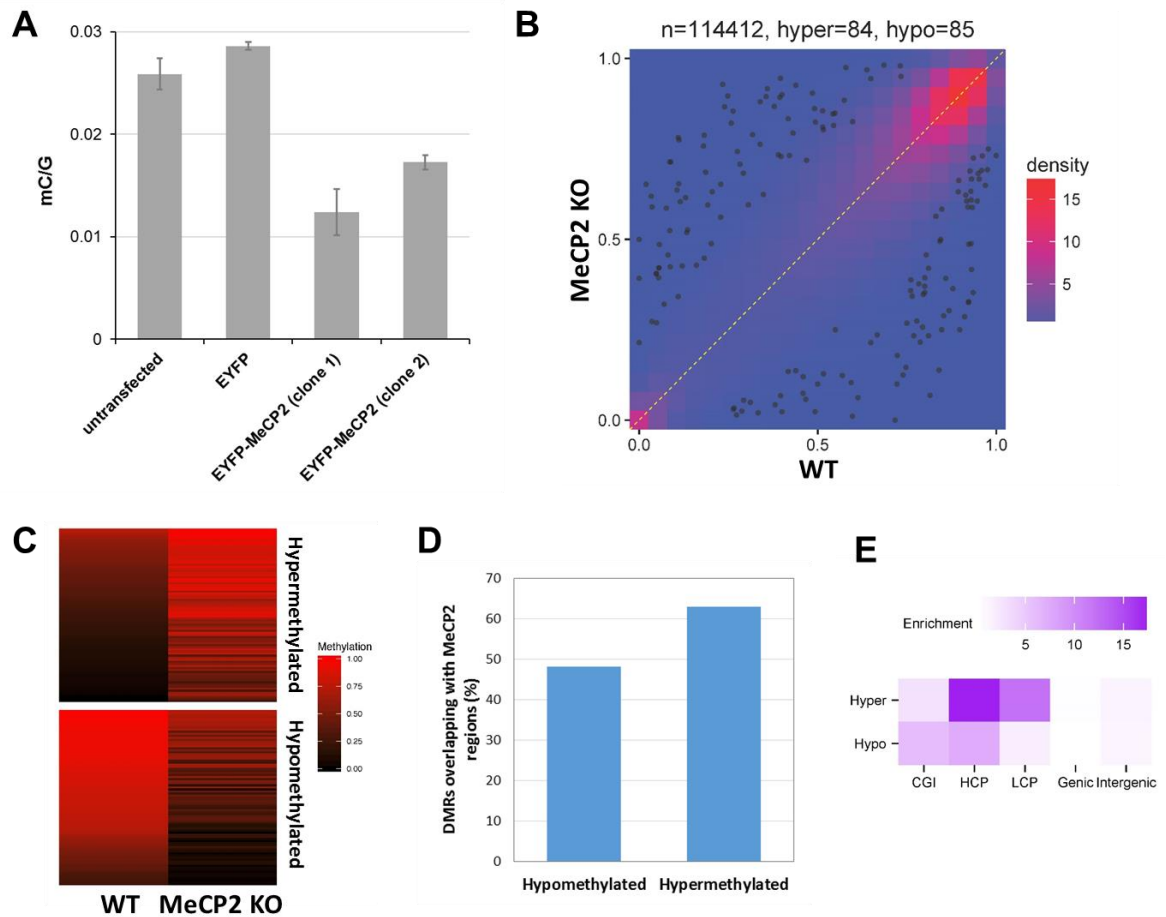 A
0.03
0.02
0.01
0
mC/G
untransfected
EYFP
EYFP-MeCP2 (clone 1)
EYFP-MeCP2 (clone 2)
B
n=114412, hyper=84, hypo=85
1.0
0.5
0.0
MeCP2 KO
0.0
0.5
1.0
WT
density
15
10
5
C
Hypermethylated
Hypomethylated
WT
MeCP2 KO
Methylation
1.00
0.75
0.50
0.25
0.00
D
70
60
50
40
30
20
10
0
DMRs overlapping with MeCP2
regions (%)
Hypomethylated
Hypermethylated
E
Enrichment
5
10
15
Hyper
Hypo
CGI
HCP
LCP
Genic
Intergenic